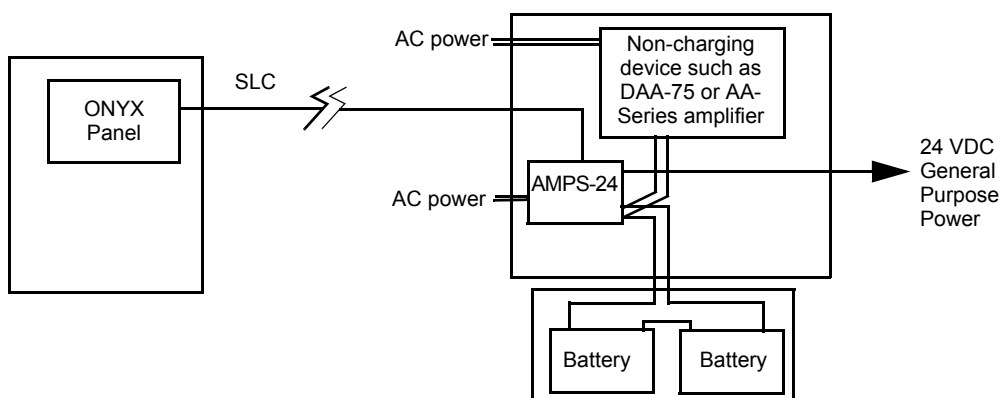 ONYX
Panel
SLC
AC power
Non-charging
device such as
DAA-75 or AA-
Series amplifier
AC power
AMPS-24
24 VDC
General
Purpose
Power
Battery
Battery